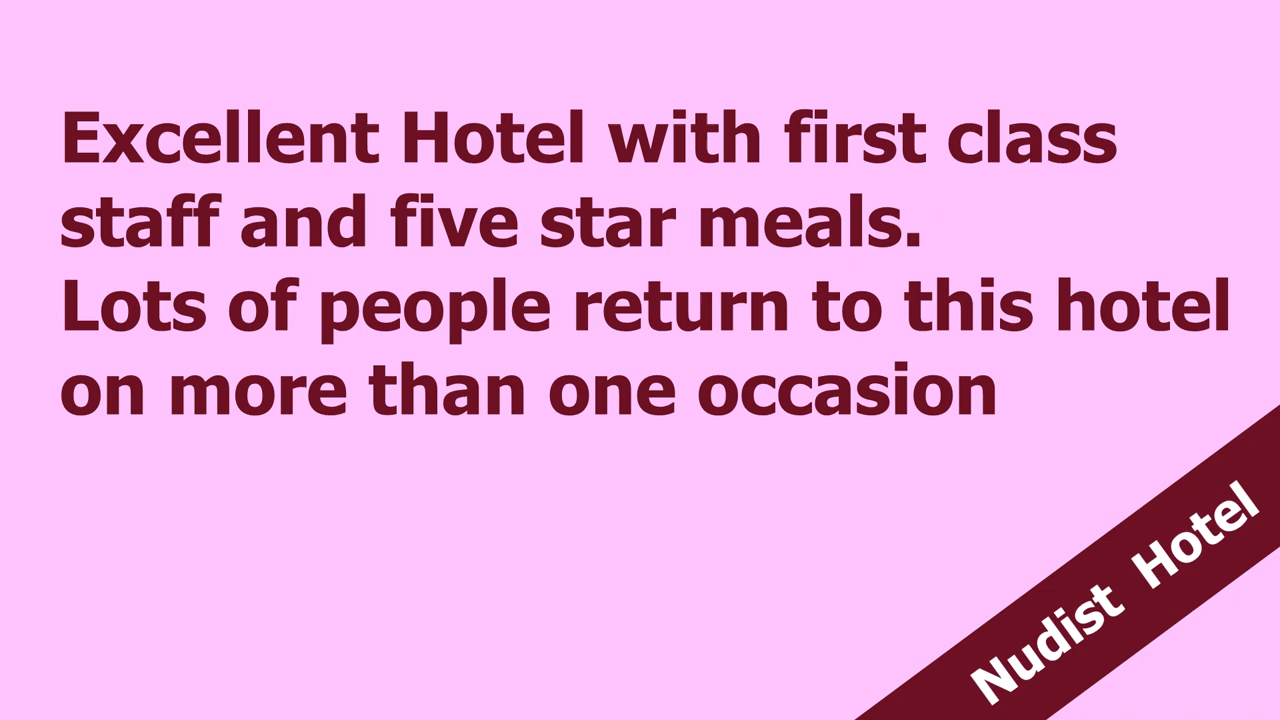 Excellent Hotel with first class
staff and five star meals.
Lots of people return to this hotel
on more than one occasion
Nudist Hotel